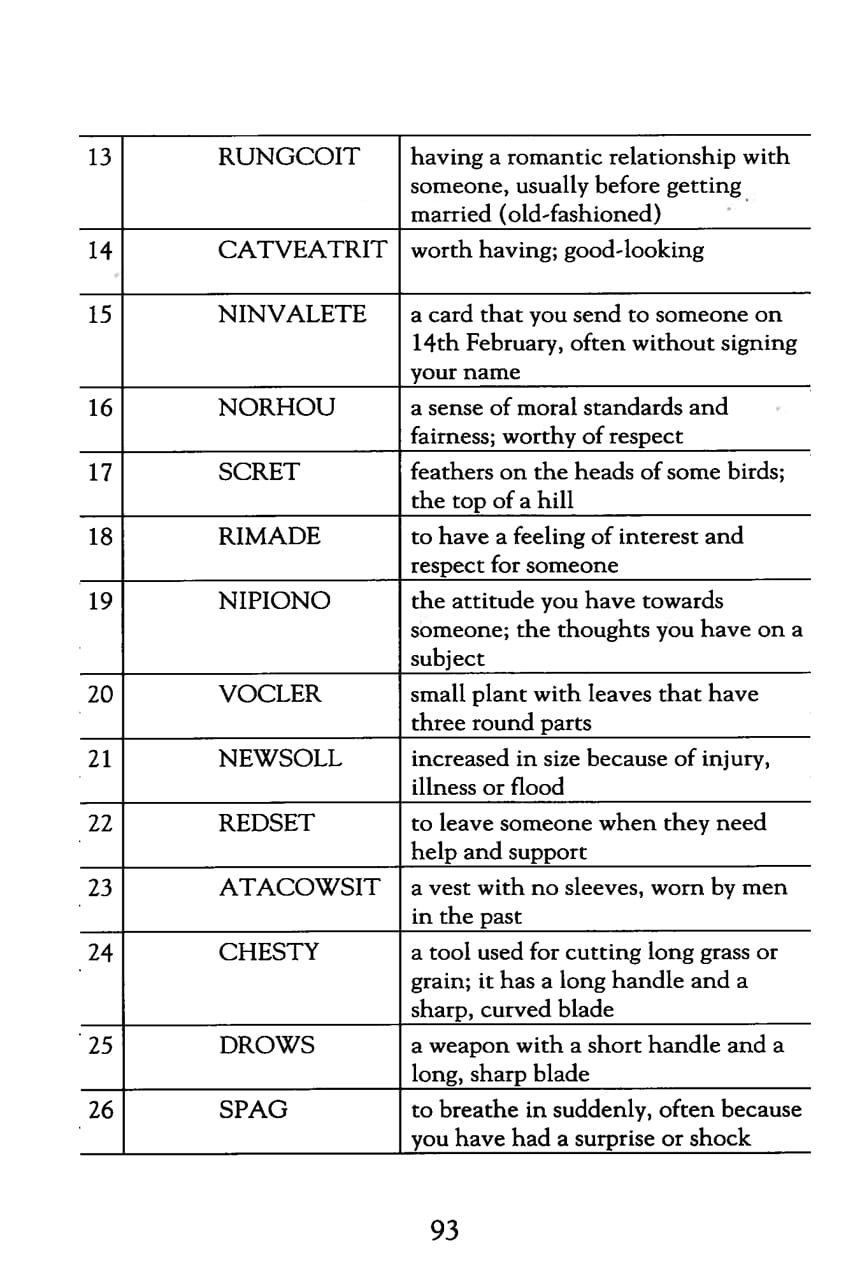 13 RUNGCOIT having a romantic relationship with
someone, usually before getting
married (old-fashioned)
14 CATVEATRIT worth having; good-looking
15 NINVALETE a card that you send to someone on
14th February, often without signing
your name
16 NORHOU a sense of moral standards and
fairness; worthy of respect
17 SCRET feathers on the heads of some birds;
the top of a hill
18 RIMADE to have a feeling of interest and
respect for someone
19 NIPIONO the attitude you have towards
someone; the thoughts you have on a
subject
20 VOCLER small plant with leaves that have
three round parts
21 NEWSOLL increased in size because of injury,
illness or flood
22 REDSET to leave someone when they need
help and support
23 ATACOWSIT a vest with no sleeves, worn by men
in the past
24 CHESTY a tool used for cutting long grass or
grain; it has a long handle and a
sharp, curved blade
25 DROWS a weapon with a short handle and a
long, sharp blade
26 SPAG to breathe in suddenly, often because
you have had a surprise or shock
93